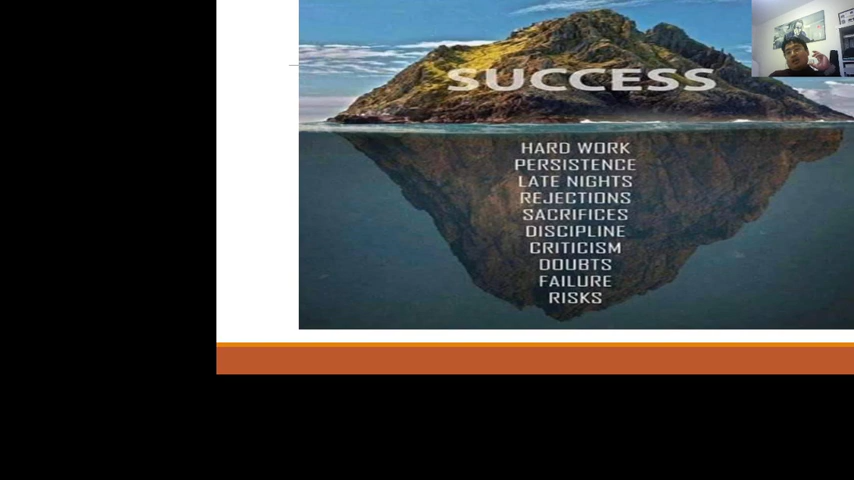 SUCCESS
HARD WORK
PERSISTENCE
LATE NIGHTS
REJECTIONS
SACRIFICES
DISCIPLINE
CRITICISM
DOUBTS
FAILURE
RISKS